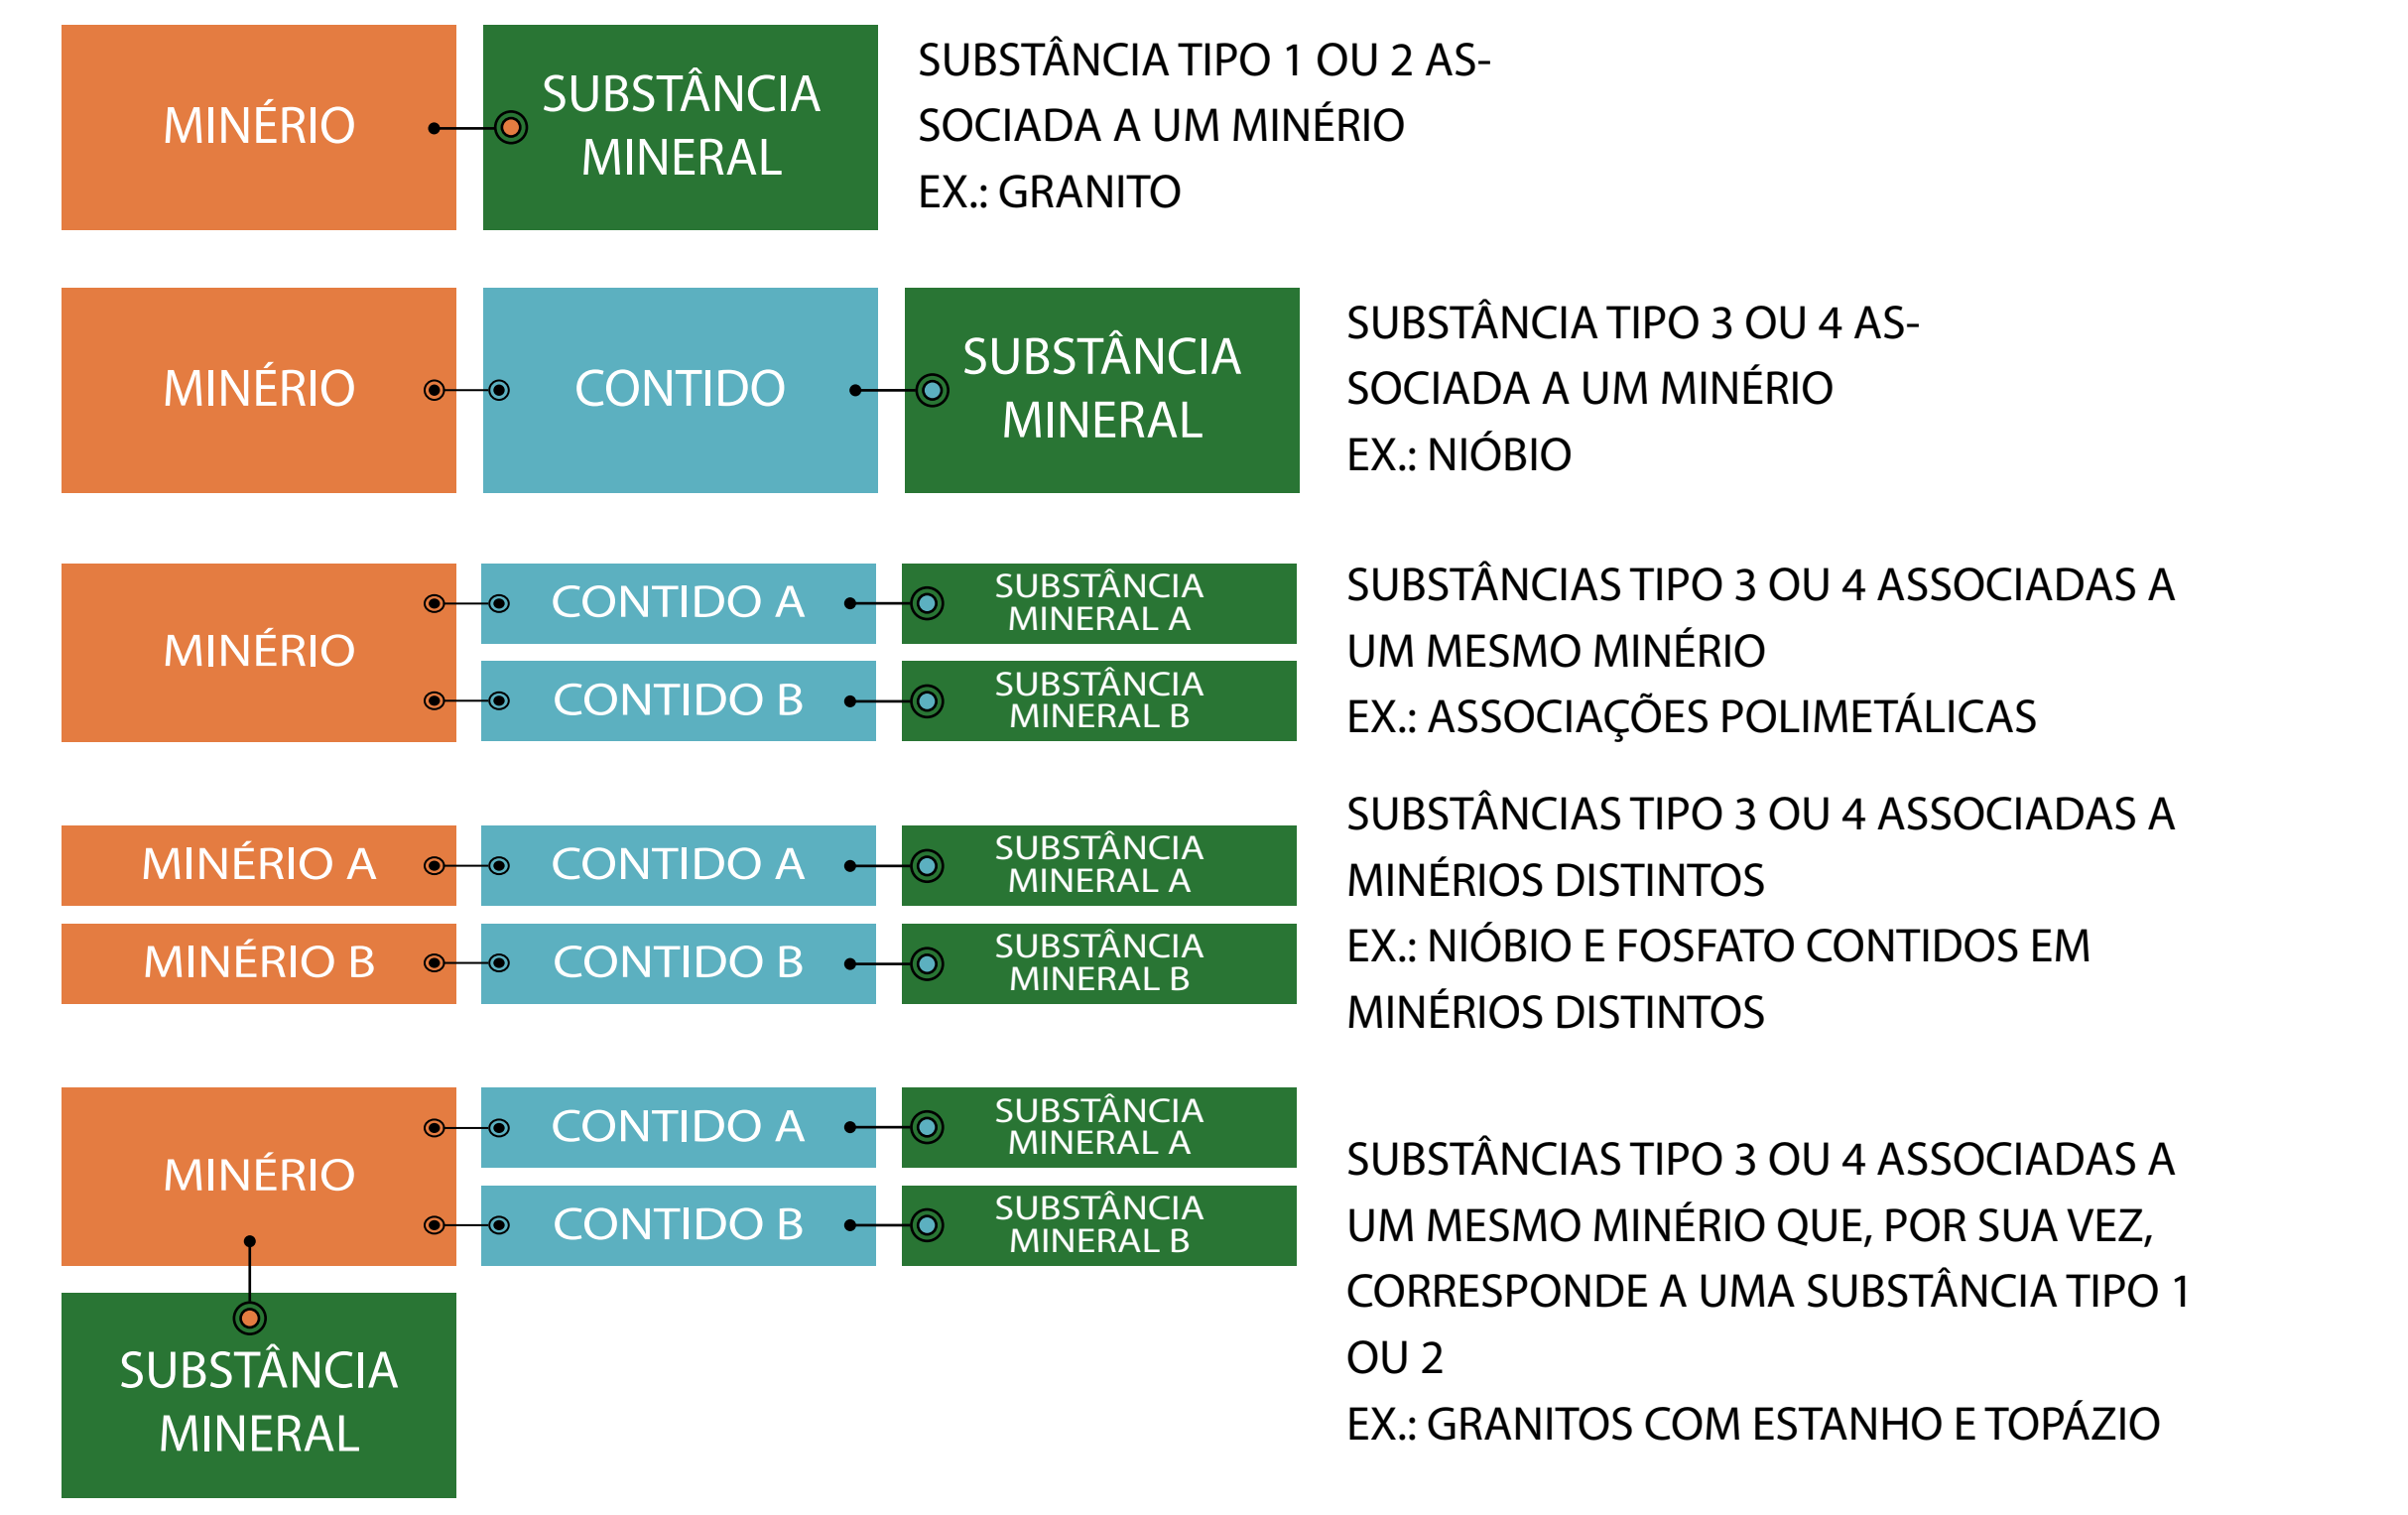 MINÉRIO
SUBSTÂNCIA
MINERAL
SUBSTÂNCIA TIPO 1 OU 2 AS-
SOCIADA A UM MINÉRIO
EX.: GRANITO
MINÉRIO
CONTIDO
SUBSTÂNCIA
MINERAL
SUBSTÂNCIA TIPO 3 OU 4 AS-
SOCIADA A UM MINÉRIO
EX.: NIÓBIO
MINÉRIO
CONTIDO A
SUBSTÂNCIA
MINERAL A
CONTIDO B
SUBSTÂNCIA
MINERAL B
SUBSTÂNCIAS TIPO 3 OU 4 ASSOCIADAS A
UM MESMO MINÉRIO
EX.: ASSOCIAÇÕES POLIMETÁLICAS
MINÉRIO A
CONTIDO A
SUBSTÂNCIA
MINERAL A
MINÉRIO B
CONTIDO B
SUBSTÂNCIA
MINERAL B
SUBSTÂNCIAS TIPO 3 OU 4 ASSOCIADAS A
MINÉRIOS DISTINTOS
EX.: NIÓBIO E FOSFATO CONTIDOS EM
MINÉRIOS DISTINTOS
MINÉRIO
CONTIDO A
SUBSTÂNCIA
MINERAL A
CONTIDO B
SUBSTÂNCIA
MINERAL B
SUBSTÂNCIA
MINERAL
SUBSTÂNCIAS TIPO 3 OU 4 ASSOCIADAS A
UM MESMO MINÉRIO QUE, POR SUA VEZ,
CORRESPONDE A UMA SUBSTÂNCIA TIPO 1
OU 2
EX.: GRANITOS COM ESTANHO E TOPÁZIO